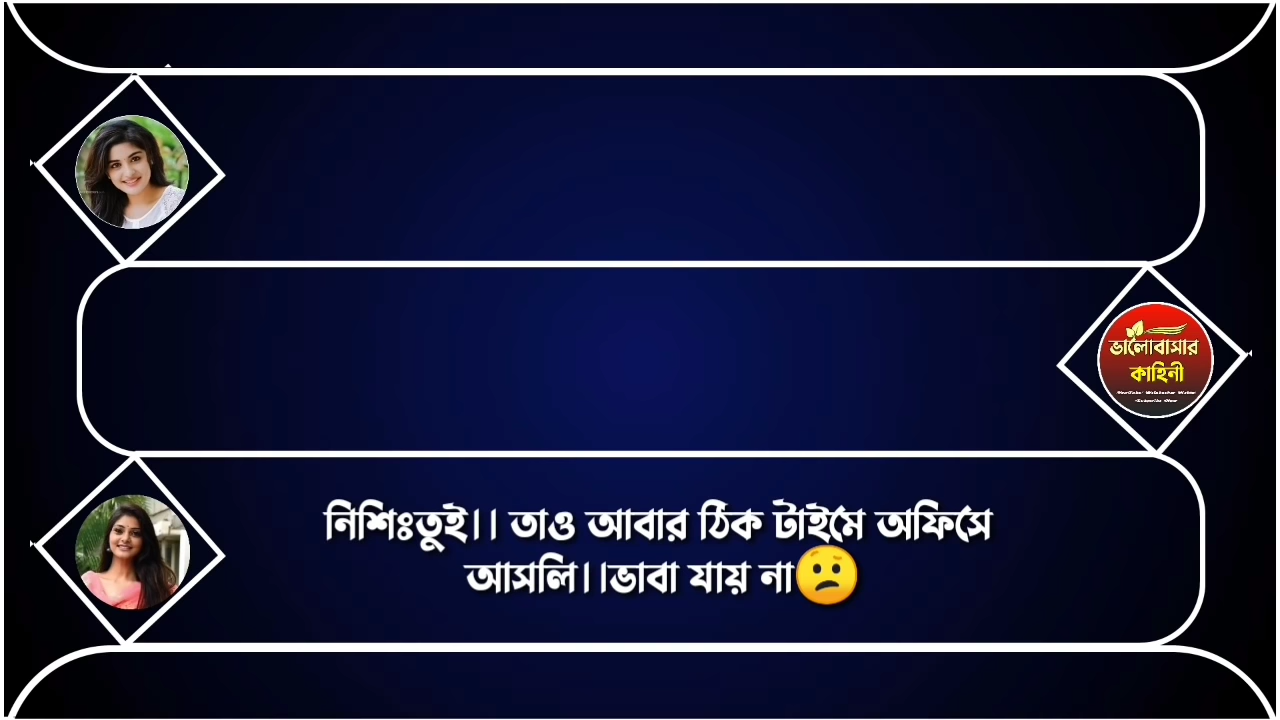 ভালোবাসার
কাহিনী
নিশিঃতুই।। তাও আবার ঠিক টাইমে অফিসে
আসলি।।ভাবা যায় না😟